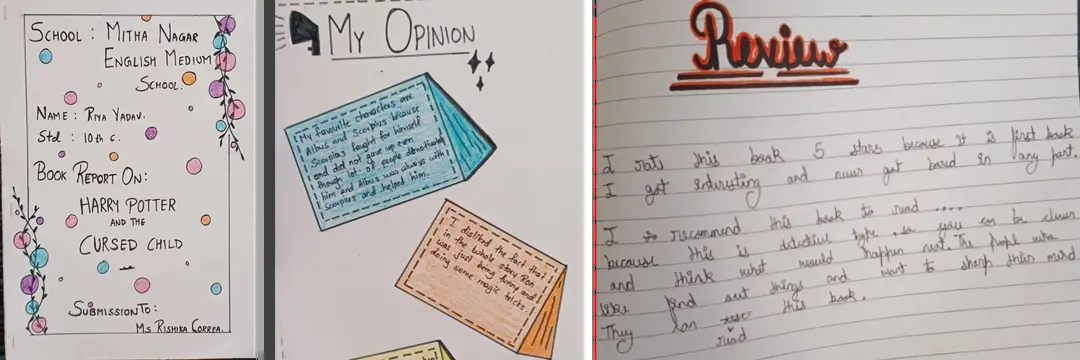 SCHOOL : MITHA NAGAR
ENGLISH MEDIUM
SCHOOL.
NAME : RIYA YADAV.
Std : 10th C.
BOOK REPORT ON:
HARRY POTTER
AND THE
CURSED CHILD
SUBMISSION TO:
MS RISHIKA CORREA.
MY OPINION
My favourite characters are
Albus and Scorpius because
Scorpius fought for himself
and did not gave up even
though lot of people demotivate
him and Albus was always with
Scorpius and helped him.
I disliked the fact that
in the whole story Ron
was just being funny and
doing some magic tricks.
Review
I rate this book 5 stars because it is first book
I got interesting and never got bored in any part.
I recommend this book to read ....
because this is detective type so you can be clever
and think what would happen next. The people who
like find out things and want to sharp their mind
They can this book.
read